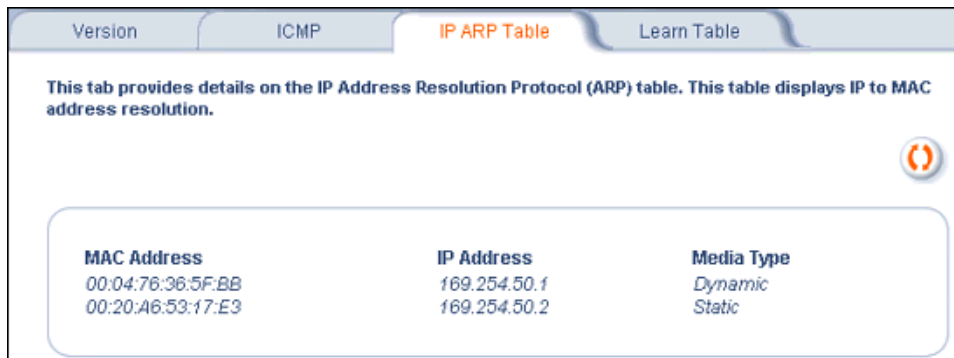 Version ICMP IP ARP Table Learn Table
This tab provides details on the IP Address Resolution Protocol (ARP) table. This table displays IP to MAC
address resolution.
MAC Address IP Address Media Type
00:04:76:36:5F:BB 169.254.50.1 Dynamic
00:20:A6:53:17:E3 169.254.50.2 Static